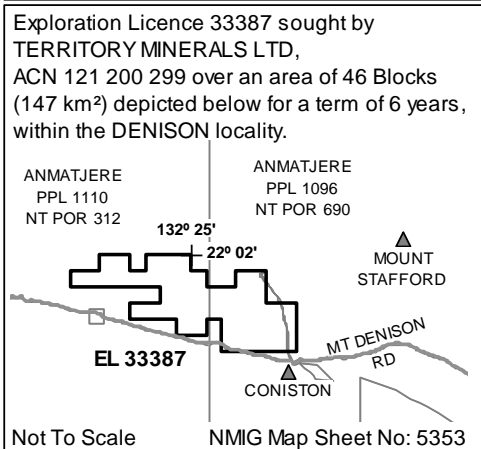 Exploration Licence 33387 sought by
TERRITORY MINERALS LTD,
ACN 121 200 299 over an area of 46 Blocks
(147 km²) depicted below for a term of 6 years,
within the DENISON locality.
ANMATJERE
PPL 1110
NT POR 312
ANMATJERE
PPL 1096
NT POR 690
132º 25'
22º 02'
MOUNT
STAFFORD
EL 33387
MT DENISON
RD
CONISTON
Not To Scale
NMIG Map Sheet No: 5353